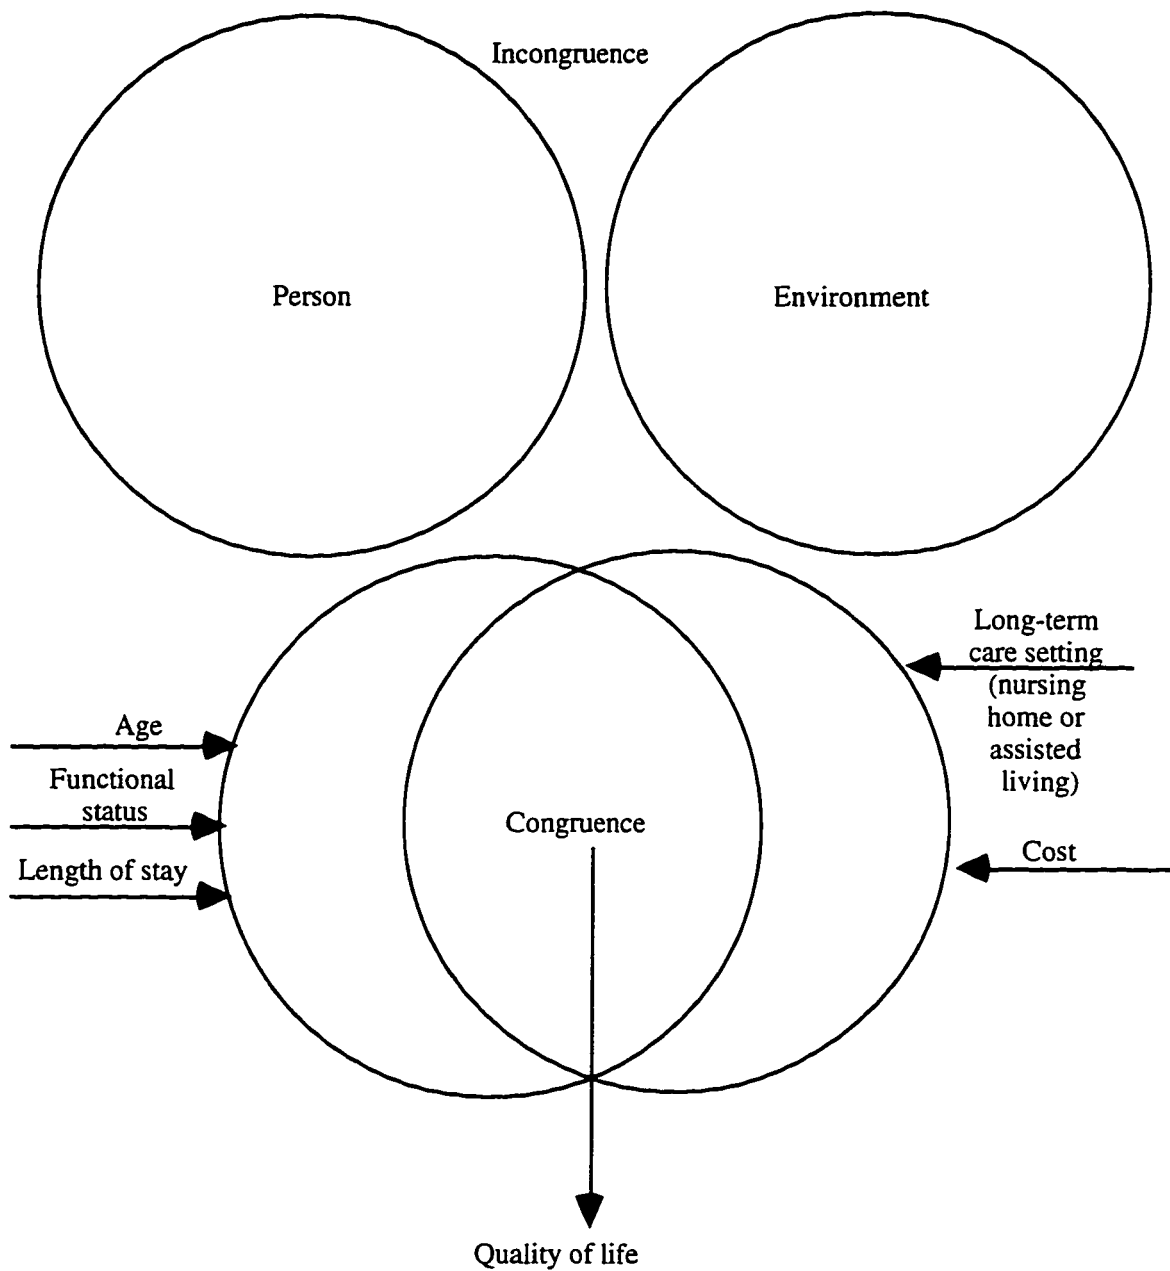 Incongruence
Person
Environment
Long-term
care setting
(nursing
home or
assisted
living)
Age
Functional
status
Length of stay
Congruence
Cost
Quality of life